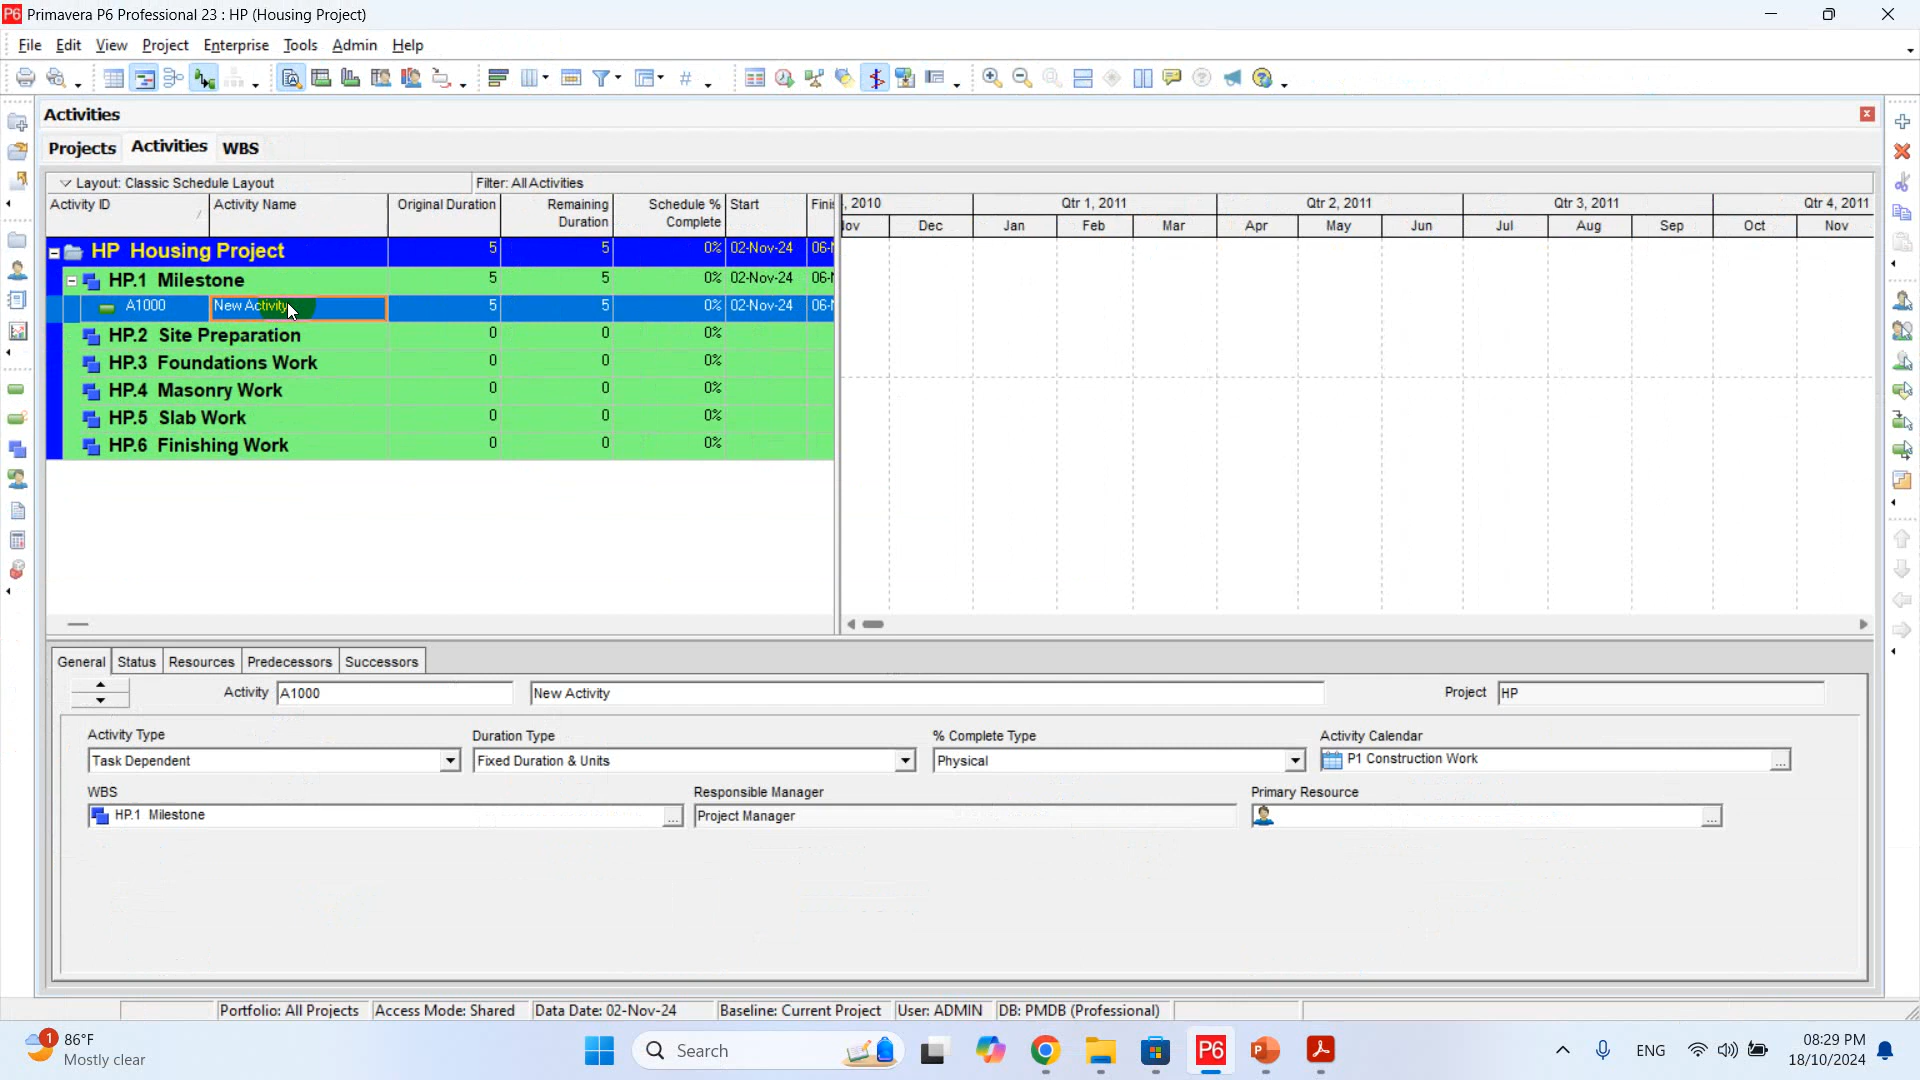 P6 Primavera P6 Professional 23 : HP (Housing Project)
File Edit View Project Enterprise Tools Admin Help
Activities
Projects Activities WBS
Layout: Classic Schedule Layout Filter: All Activities
Activity ID Activity Name Original Duration Remaining Duration Schedule % Complete Start
, 2010 Qtr 1, 2011 Qtr 2, 2011 Qtr 3, 2011 Qtr 4, 2011
Dec Jan Feb Mar Apr May Jun Jul Aug Sep Oct Nov
HP Housing Project 5 5 0% 02-Nov-24
HP.1 Milestone 5 5 0% 02-Nov-24
A1000 New Activity 5 5 0% 02-Nov-24
HP.2 Site Preparation 0 0 0%
HP.3 Foundations Work 0 0 0%
HP.4 Masonry Work 0 0 0%
HP.5 Slab Work 0 0 0%
HP.6 Finishing Work 0 0 0%
General Status Resources Predecessors Successors
Activity A1000 New Activity Project HP
Activity Type Duration Type % Complete Type Activity Calendar
Task Dependent Fixed Duration & Units Physical P1 Construction Work ...
WBS Responsible Manager Primary Resource
HP.1 Milestone ... Project Manager ...
Portfolio: All Projects Access Mode: Shared Data Date: 02-Nov-24 Baseline: Current Project User: ADMIN DB: PMDB (Professional)
1 86°F
Mostly clear
Search
P6
ENG
08:29 PM
18/10/2024